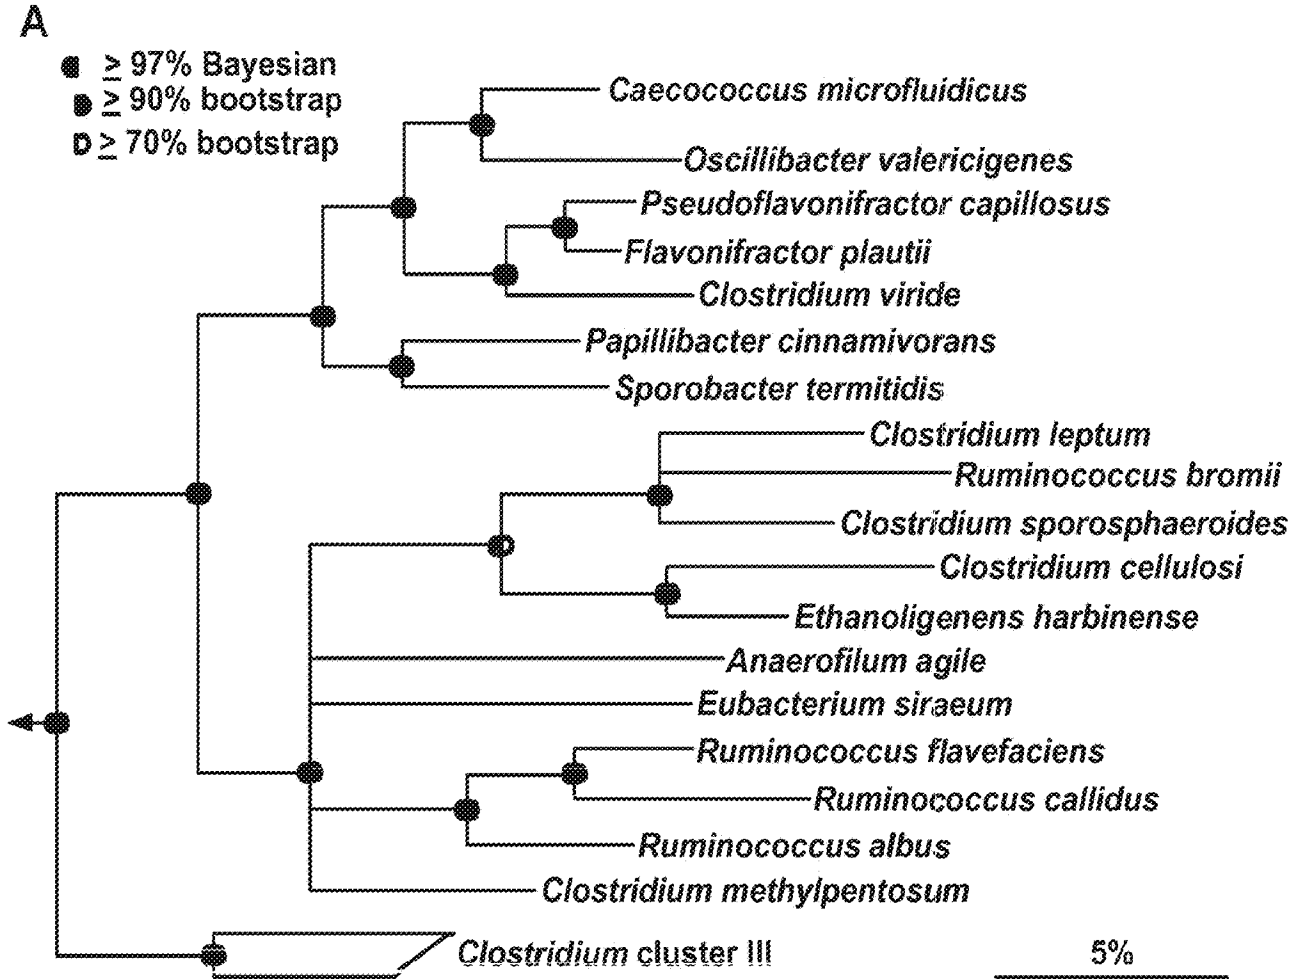 A
≥ 97% Bayesian
≥ 90% bootstrap
≥ 70% bootstrap
Caecococcus microfluidicus
Oscillibacter valericigenes
Pseudoflavonifractor capillosus
Flavonifractor plautii
Clostridium viride
Papillibacter cinnamivorans
Sporobacter termitidis
Clostridium leptum
Ruminococcus bromii
Clostridium sporosphaeroides
Clostridium cellulosi
Ethanoligenens harbinense
Anaerofilum agile
Eubacterium siraeum
Ruminococcus flavefaciens
Ruminococcus callidus
Ruminococcus albus
Clostridium methylpentosum
Clostridium cluster III
5%